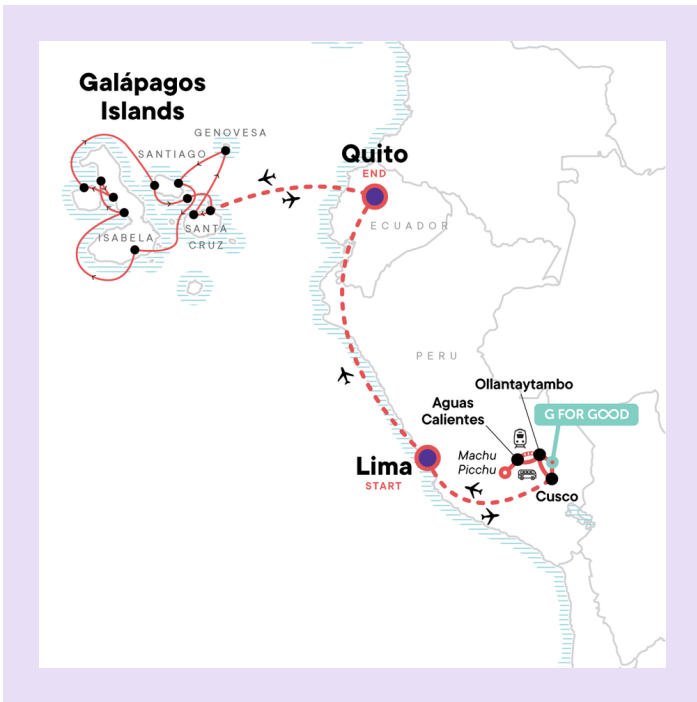 Galápagos
Islands
GENOVESA
SANTIAGO
ISABELA
SANTA
CRUZ
Quito
END
ECUADOR
PERU
Ollantaytambo
Aguas
Calientes
G FOR GOOD
Machu
Picchu
Lima
START
Cusco